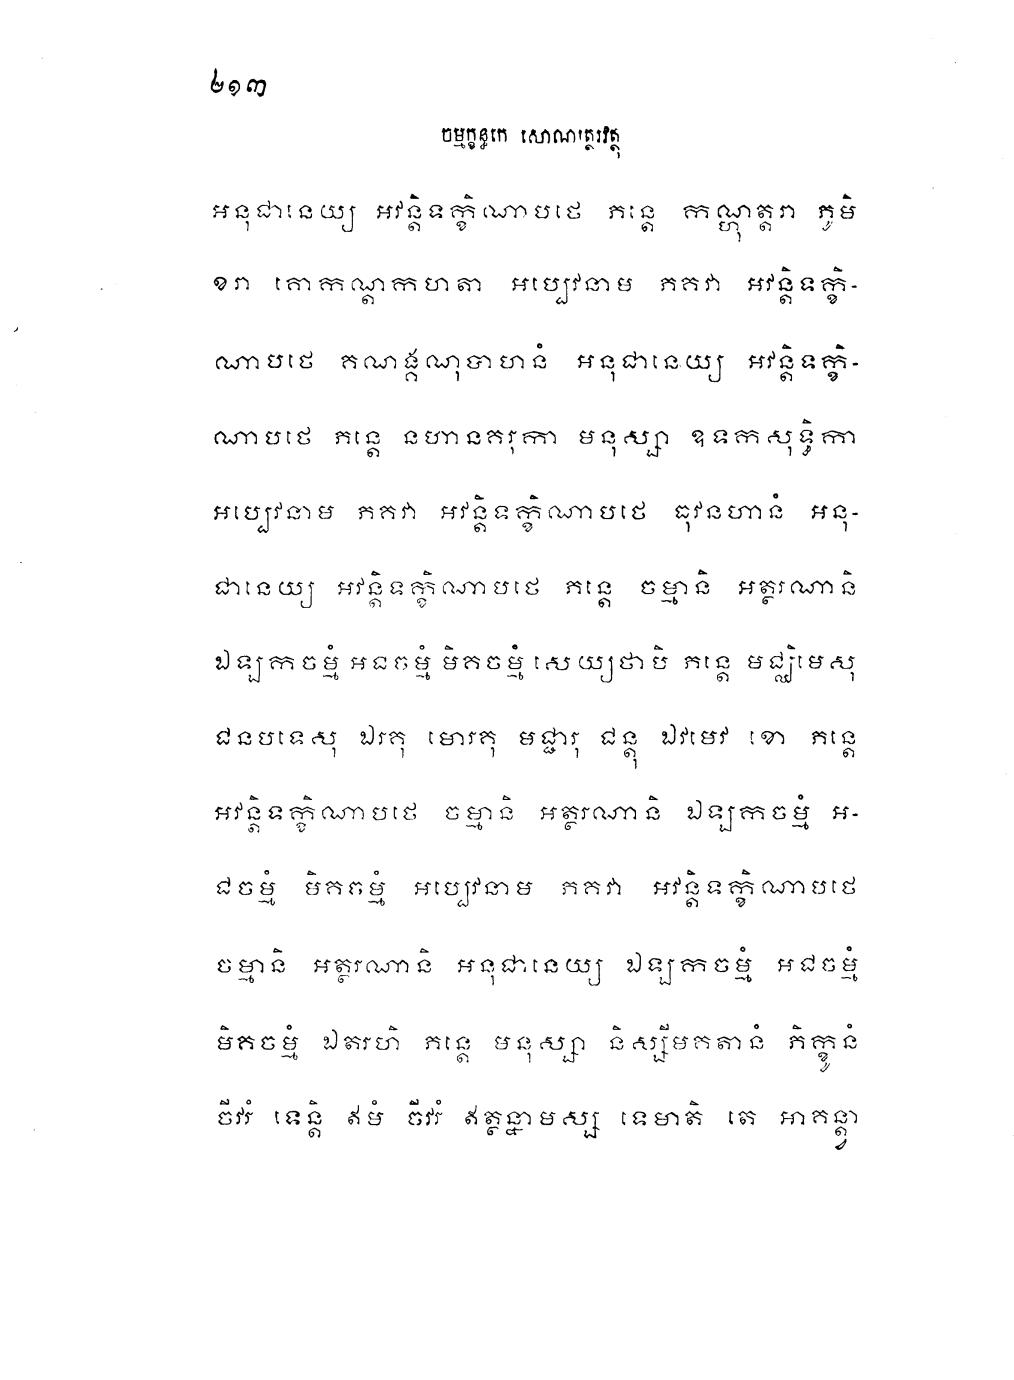 ២១៣
ចម្មក្ខន្ធកេ សោណត្ថេរវត្ថុ
អនុជានេយ្យ អវន្តិទក្ខិណាបថេ ភន្តេ កណ្ហុត្តរា ភូមិ
ខរា គោកណ្ដកហតា អប្បេវនាម ភគវា អវន្តិទក្ខិ-
ណាបថេ គណង្គណុបាហនំ អនុជានេយ្យ អវន្តិទក្ខិ-
ណាបថេ ភន្តេ នហានគរុកា មនុស្សា ឧទកសុទ្ធិកា
អប្បេវនាម ភគវា អវន្តិទក្ខិណាបថេ ធុវនហានំ អនុ-
ជានេយ្យ អវន្តិទក្ខិណាបថេ ភន្តេ ចម្មានិ អត្ថរណានិ
ឯឡកចម្មំ អជចម្មំ មិគចម្មំ សេយ្យថាបិ ភន្តេ មជ្ឈិមេសុ
ជនបទេសុ ឯរគុ មោរគុ មជ្ជារុ ជន្តុ ឯវមេវ ខោ ភន្តេ
អវន្តិទក្ខិណាបថេ ចម្មានិ អត្ថរណានិ ឯឡកចម្មំ អ-
ជចម្មំ មិគចម្មំ អប្បេវនាម ភគវា អវន្តិទក្ខិណាបថេ
ចម្មានិ អត្ថរណានិ អនុជានេយ្យ ឯឡកចម្មំ អជចម្មំ
មិគចម្មំ ឯតរហិ ភន្តេ មនុស្សា និស្សីមគតានំ ភិក្ខូនំ
ចីវរំ ទេន្តិ ឥមំ ចីវរំ ឥត្ថន្នាមស្ស ទេមាតិ តេ អាគន្ត្វា